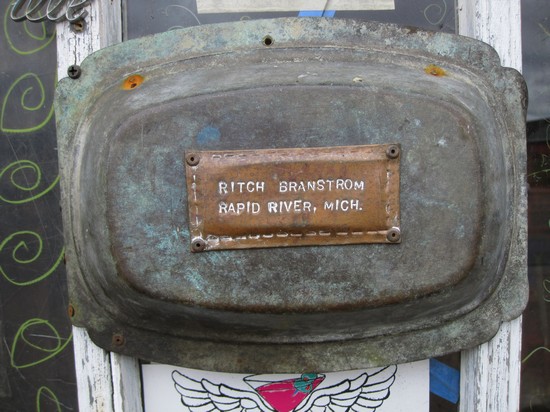 RITCH BRANSTROM
RAPID RIVER, MICH.